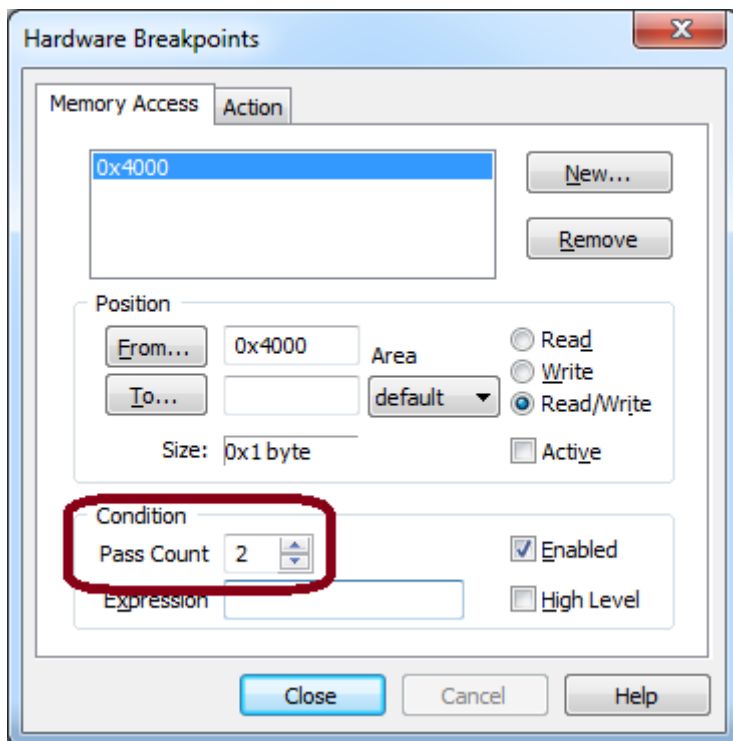 Hardware Breakpoints
Memory Access Action
0x4000
New...
Remove
Position
From... 0x4000 Area Read
Write
To... default Read/Write
Size: 0x1 byte Active
Condition
Pass Count 2 Enabled
Expression High Level
Close Cancel Help